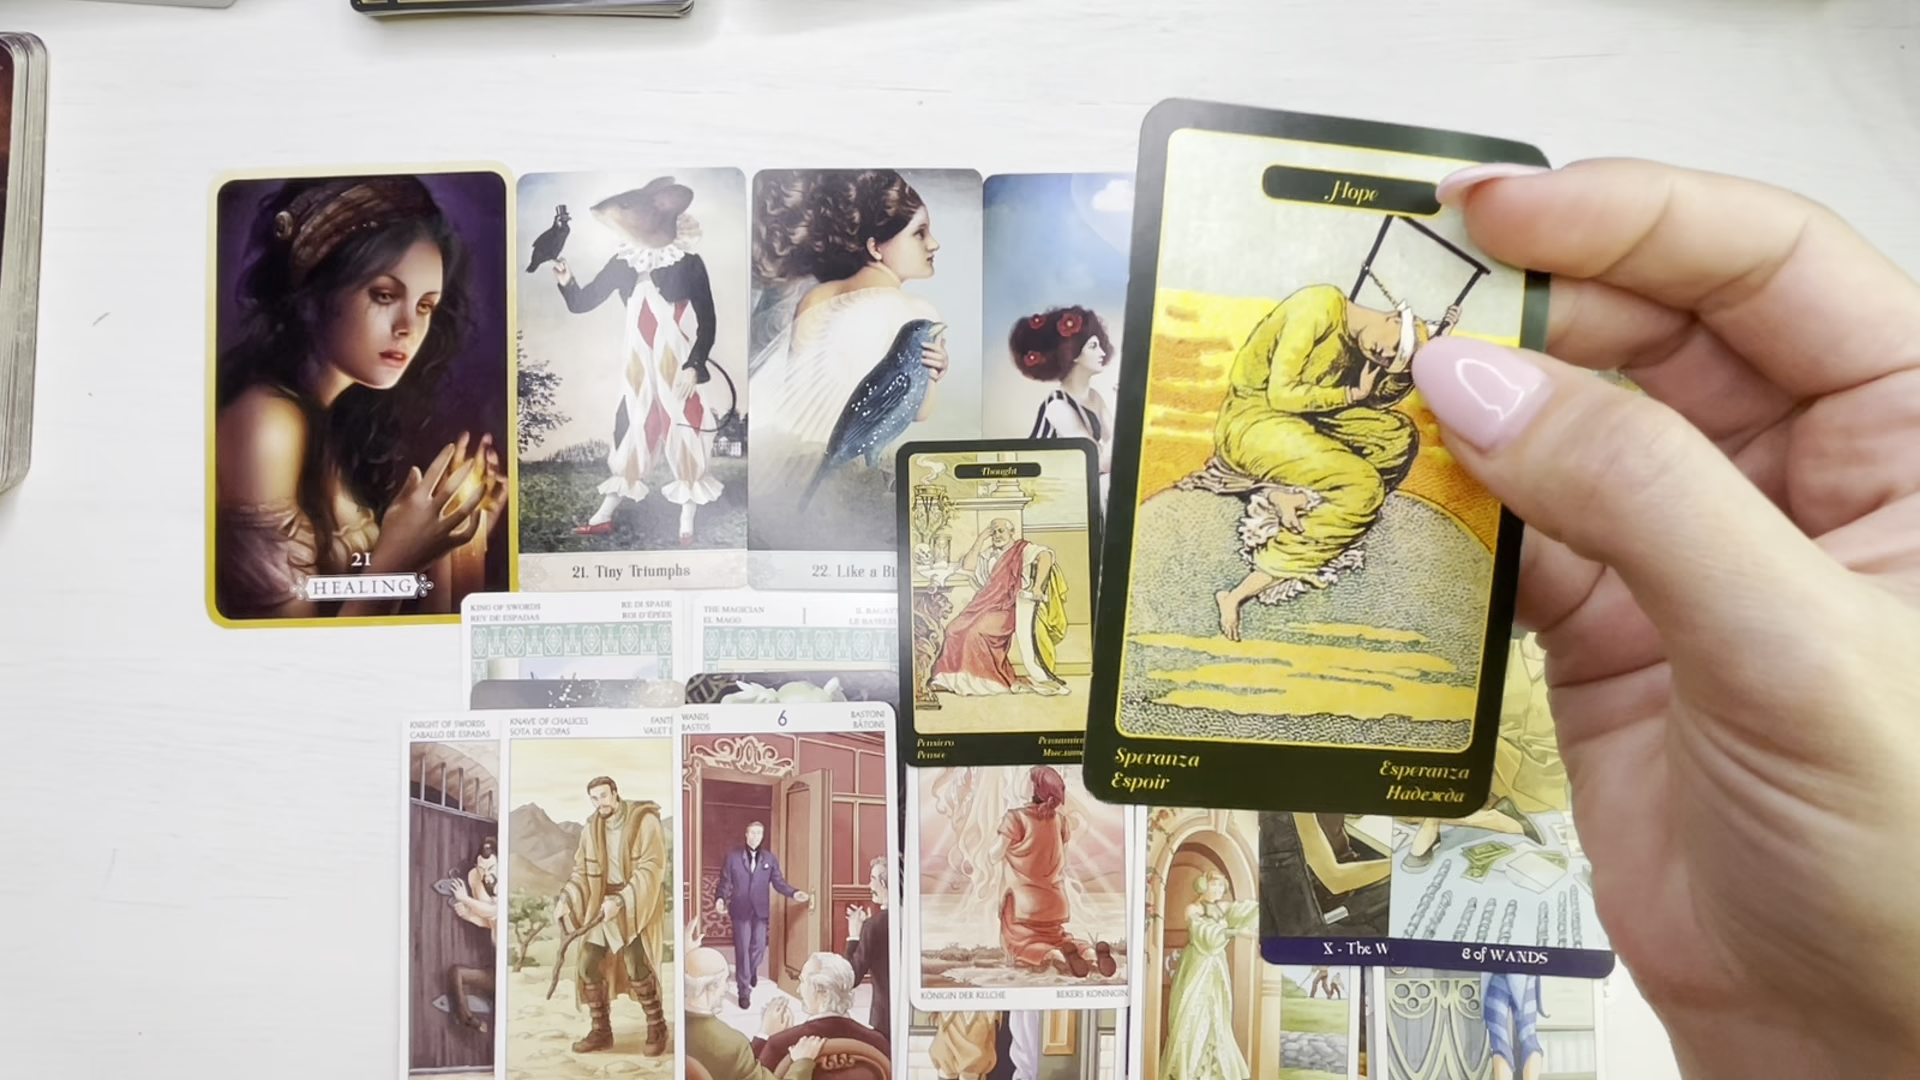 Hope
Speranza
Espoir
Esperanza
Надежда
Thought
Pensiero
Pensée
21
HEALING
21. Tiny Triumphs
22. Like a
KING OF SWORDS
REY DE ESPADAS
RE DI SPADE
ROI D'ÉPÉES
THE MAGICIAN
EL MAGO
I
KNIGHT OF SWORDS
CABALLO DE ESPADAS
KNAVE OF CHALICES
SOTA DE COPAS
VALET
WANDS
BASTOS
6
BASTONI
BÂTONS
KÖNIGIN DER KELCHE
BEKERS KONINGIN
X - The
8 of WANDS